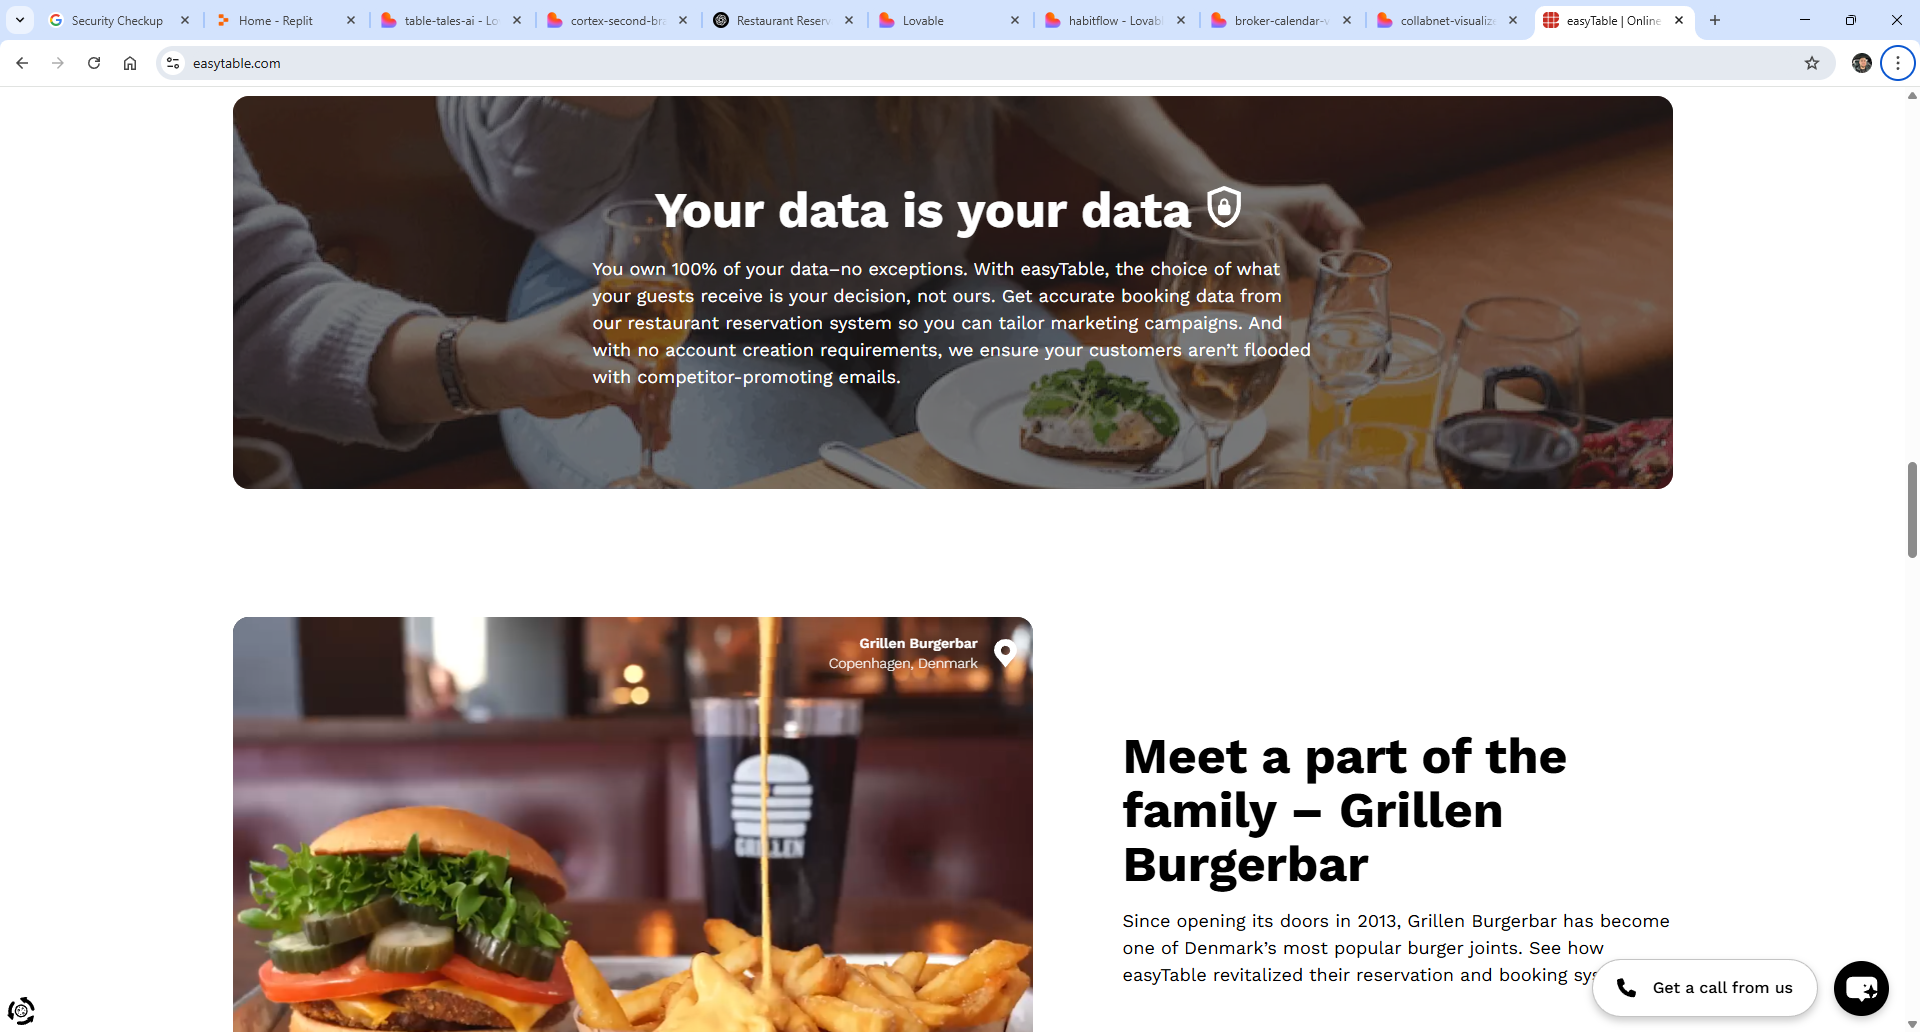 Security Checkup
Home - Replit
table-tales-ai - Lo
cortex-second-bra
Restaurant Reserv
Lovable
habitflow - Lovabl
broker-calendar-v
collabnet-visualize
easyTable | Online
easytable.com
Your data is your data
You own 100% of your data–no exceptions. With easyTable, the choice of what
your guests receive is your decision, not ours. Get accurate booking data from
our restaurant reservation system so you can tailor marketing campaigns. And
with no account creation requirements, we ensure your customers aren’t flooded
with competitor-promoting emails.
Grillen Burgerbar
Copenhagen, Denmark
GRILLEN
Meet a part of the
family – Grillen
Burgerbar
Since opening its doors in 2013, Grillen Burgerbar has become
one of Denmark’s most popular burger joints. See how
easyTable revitalized their reservation and booking sys
Get a call from us